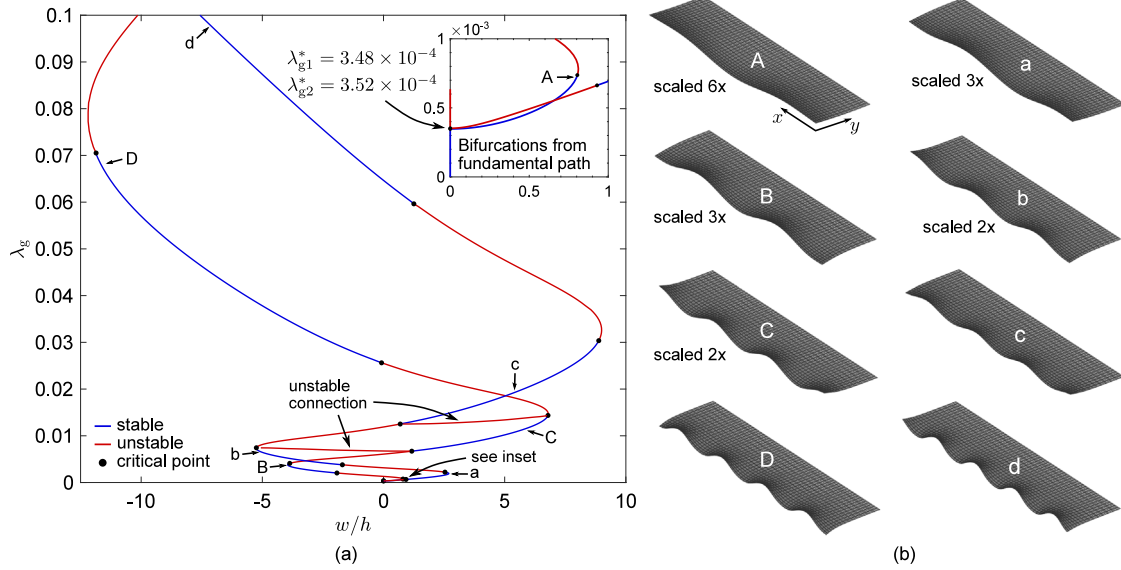 0.1
0.09
0.08
0.07
0.06
0.05
0.04
0.03
0.02
0.01
0
λg
-10
-5
0
5
10
w/h
(a)
d
D
c
C
b
B
a
unstable
connection
see inset
stable
unstable
critical point
λ*g1 = 3.48 × 10−4
λ*g2 = 3.52 × 10−4
1
×10-3
0.5
0
0
0.5
1
A
Bifurcations from
fundamental path
A
scaled 6x
x
y
a
scaled 3x
B
scaled 3x
b
scaled 2x
C
scaled 2x
c
D
d
(b)